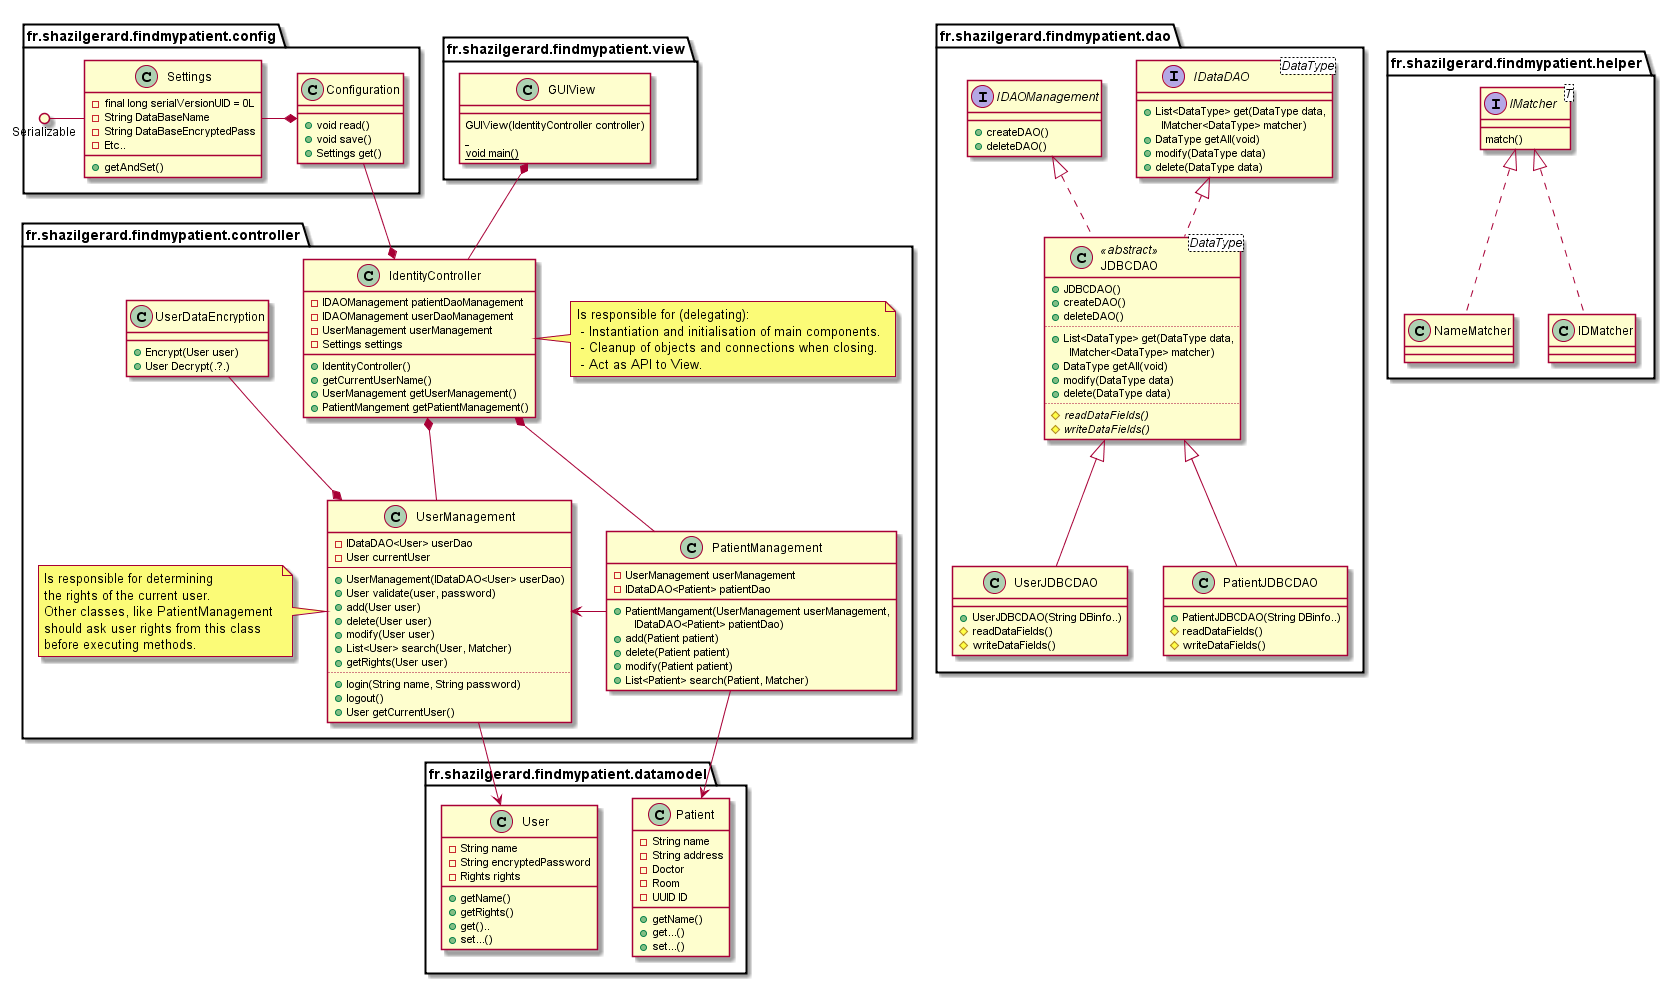 fr.shazilgerard.findmypatient.config
Serializable
C Settings
final long serialVersionUID = 0L
String DataBaseName
String DataBaseEncryptedPass
Etc..
getAndSet()
C Configuration
void read()
void save()
Settings get()
fr.shazilgerard.findmypatient.view
C GUIView
GUIView(IdentityController controller)
_
void main()
fr.shazilgerard.findmypatient.controller
C IdentityController
IDAOManagement patientDaoManagement
IDAOManagement userDaoManagement
UserManagement userManagement
Settings settings
IdentityController()
getCurrentUserName()
UserManagement getUserManagement()
PatientMangement getPatientManagement()
Is responsible for (delegating):
- Instantiation and initialisation of main components.
- Cleanup of objects and connections when closing.
- Act as API to View.
C UserDataEncryption
Encrypt(User user)
User Decrypt(.?.)
C UserManagement
IDataDAO<User> userDao
User currentUser
UserManagement(IDataDAO<User> userDao)
User validate(user, password)
add(User user)
delete(User user)
modify(User user)
List<User> search(User, Matcher)
getRights(User user)
login(String name, String password)
logout()
User getCurrentUser()
Is responsible for determining
the rights of the current user.
Other classes, like PatientManagement
should ask user rights from this class
before executing methods.
C PatientManagement
UserManagement userManagement
IDataDAO<Patient> patientDao
PatientMangament(UserManagement userManagement,
IDataDAO<Patient> patientDao)
add(Patient patient)
delete(Patient patient)
modify(Patient patient)
List<Patient> search(Patient, Matcher)
fr.shazilgerard.findmypatient.datamodel
C User
String name
String encryptedPassword
Rights rights
getName()
getRights()
get()..
set...()
C Patient
String name
String address
Doctor
Room
UUID ID
getName()
get...()
set...()
fr.shazilgerard.findmypatient.dao
I IDAOManagement
createDAO()
deleteDAO()
I IDataDAO
DataType
List<DataType> get(DataType data,
IMatcher<DataType> matcher)
DataType getAll(void)
modify(DataType data)
delete(DataType data)
DataType
«abstract»
C JDBCDAO
JDBCDAO()
createDAO()
deleteDAO()
List<DataType> get(DataType data,
IMatcher<DataType> matcher)
DataType getAll(void)
modify(DataType data)
delete(DataType data)
readDataFields()
writeDataFields()
C UserJDBCDAO
UserJDBCDAO(String DBinfo..)
readDataFields()
writeDataFields()
C PatientJDBCDAO
PatientJDBCDAO(String DBinfo..)
readDataFields()
writeDataFields()
fr.shazilgerard.findmypatient.helper
I IMatcher
T
match()
C NameMatcher
C IDMatcher